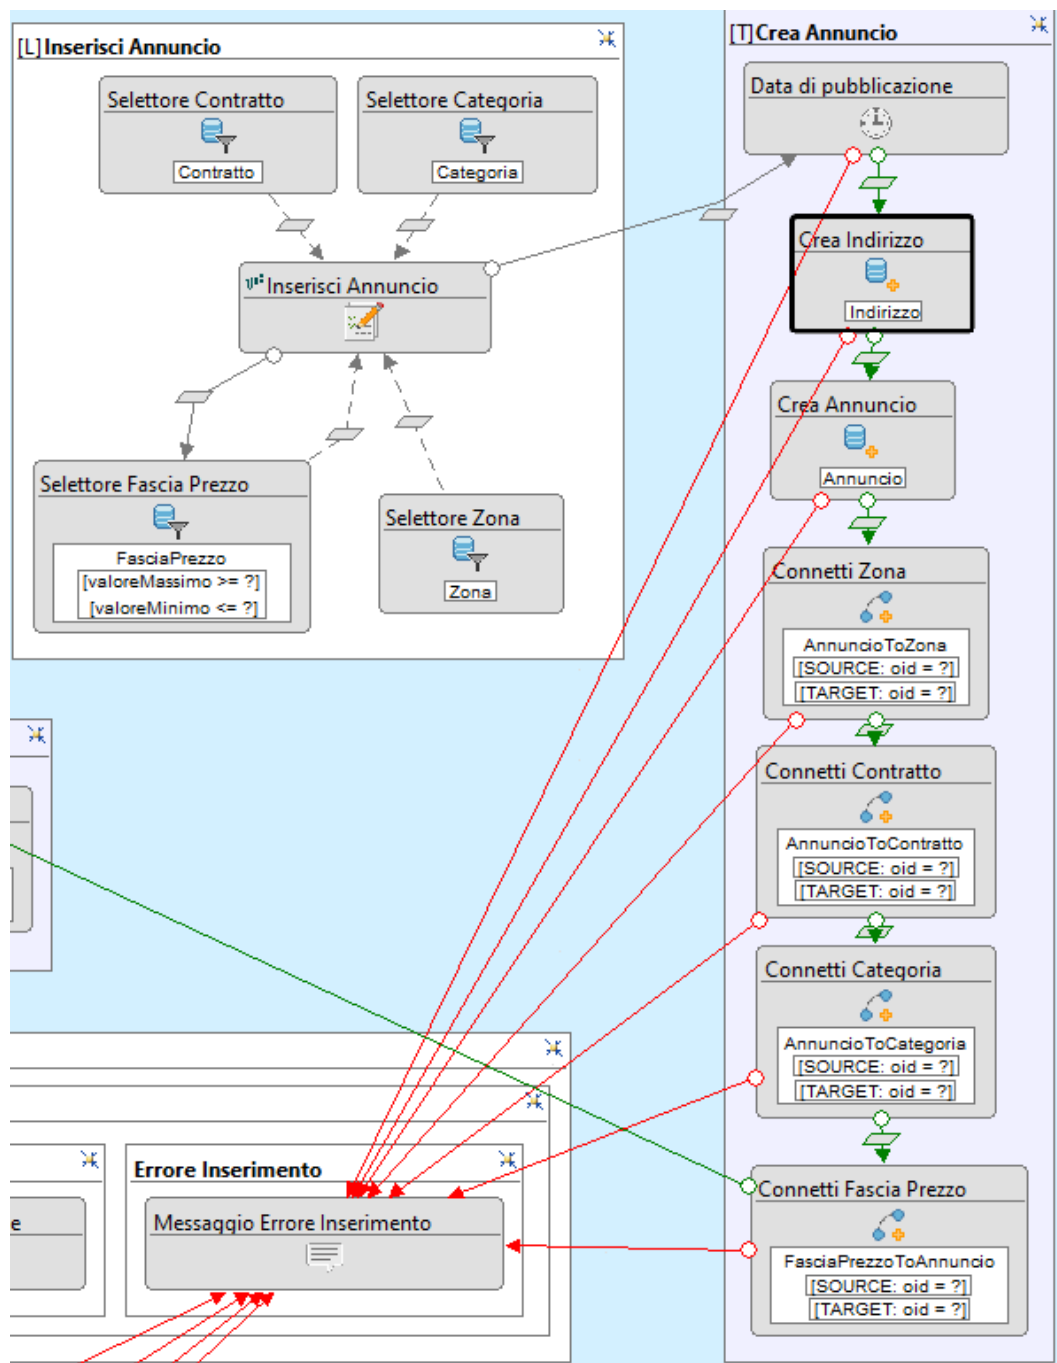 [L]Inserisci Annuncio
Selettore Contratto
Contratto
Selettore Categoria
Categoria
Inserisci Annuncio
Selettore Fascia Prezzo
FasciaPrezzo
[valoreMassimo >= ?]
[valoreMinimo <= ?]
Selettore Zona
Zona
[T]Crea Annuncio
Data di pubblicazione
Crea Indirizzo
Indirizzo
Crea Annuncio
Annuncio
Connetti Zona
AnnuncioToZona
[SOURCE: oid = ?]
[TARGET: oid = ?]
Connetti Contratto
AnnuncioToContratto
[SOURCE: oid = ?]
[TARGET: oid = ?]
Connetti Categoria
AnnuncioToCategoria
[SOURCE: oid = ?]
[TARGET: oid = ?]
Connetti Fascia Prezzo
FasciaPrezzoToAnnuncio
[SOURCE: oid = ?]
[TARGET: oid = ?]
Errore Inserimento
Messaggio Errore Inserimento
e